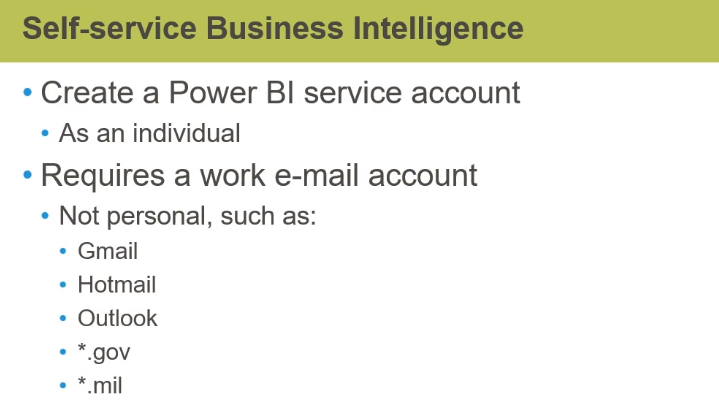 Self-service Business Intelligence
• Create a Power BI service account
• As an individual
• Requires a work e-mail account
• Not personal, such as:
• Gmail
• Hotmail
• Outlook
• *.gov
• *.mil